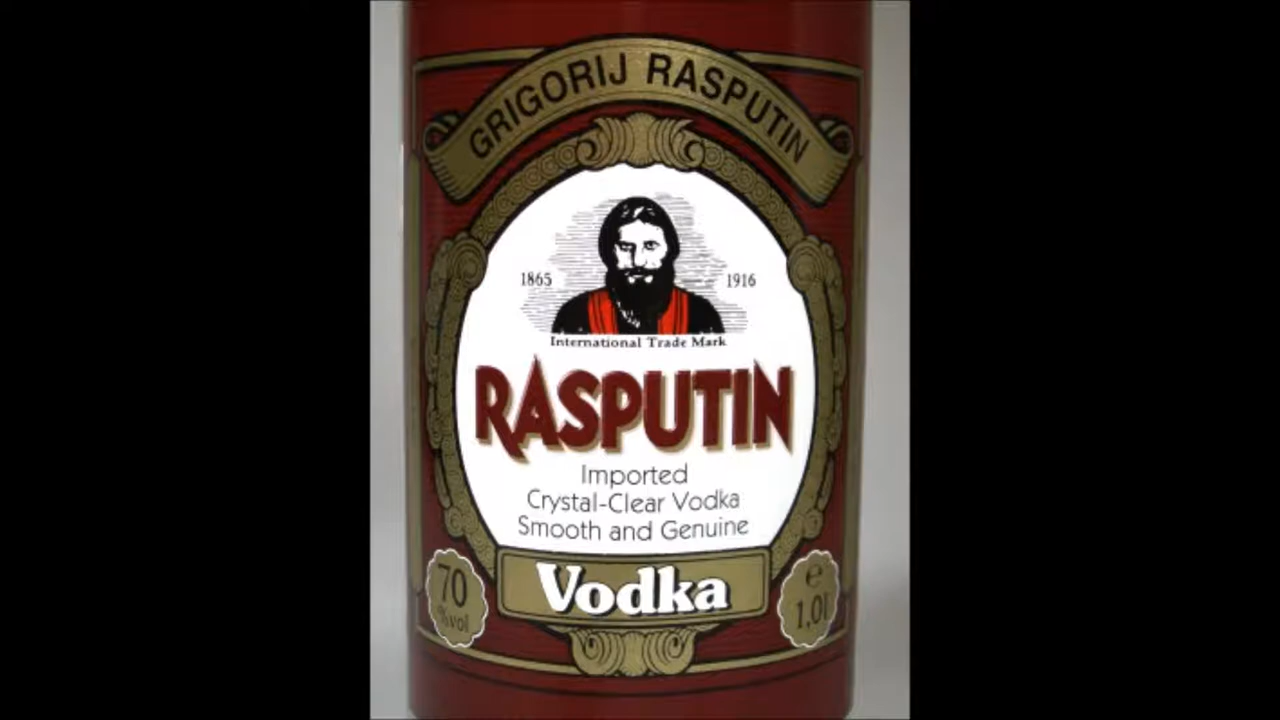 GRIGORIJ RASPUTIN
1865
1916
International Trade Mark
RASPUTIN
Imported
Crystal-Clear Vodka
Smooth and Genuine
Vodka
70
%vol
e
1,0l